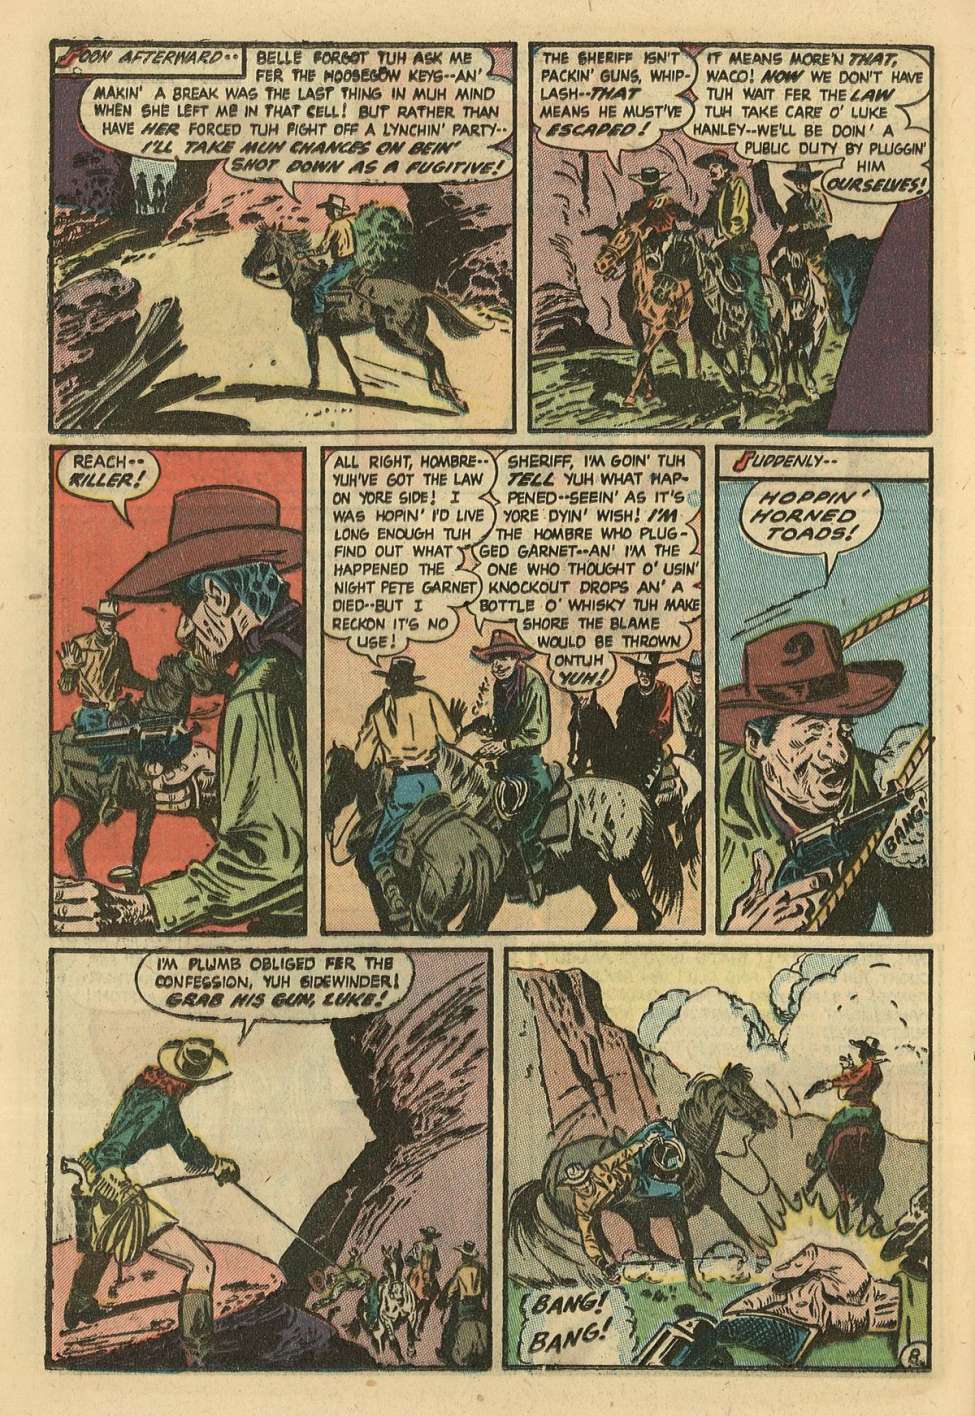 SOON AFTERWARD--
BELLE FORGOT TUH ASK ME
FER THE HOOSEGOW KEYS--AN'
MAKIN' A BREAK WAS THE LAST THING IN MUH MIND
WHEN SHE LEFT ME IN THAT CELL! BUT RATHER THAN
HAVE HER FORCED TUH FIGHT OFF A LYNCHIN' PARTY--
I'LL TAKE MUH CHANCES ON BEIN'
SHOT DOWN AS A FUGITIVE!
THE SHERIFF ISN'T
PACKIN' GUNS, WHIP-
LASH--THAT
MEANS HE MUST'VE
ESCAPED!
IT MEANS MORE'N THAT,
WACO! NOW WE DON'T HAVE
TUH WAIT FER THE LAW
TUH TAKE CARE O' LUKE
HANLEY--WE'LL BE DOIN' A
PUBLIC DUTY BY PLUGGIN'
HIM
OURSELVES!
REACH--
KILLER!
ALL RIGHT, HOMBRE--
YUH'VE GOT THE LAW
ON YORE SIDE! I
WAS HOPIN' I'D LIVE
LONG ENOUGH TUH
FIND OUT WHAT
HAPPENED THE
NIGHT PETE GARNET
DIED--BUT I
RECKON IT'S NO
USE!
SHERIFF, I'M GOIN' TUH
TELL YUH WHAT HAP-
PENED--SEEIN' AS IT'S
YORE DYIN' WISH! I'M
THE HOMBRE WHO PLUG-
GED GARNET--AN' I'M THE
ONE WHO THOUGHT O' USIN'
KNOCKOUT DROPS AN' A
BOTTLE O' WHISKY TUH MAKE
SHORE THE BLAME
WOULD BE THROWN
ONTUH
YUH!
CLICK!
SUDDENLY--
HOPPIN'
HORNED
TOADS!
BANG!
I'M PLUMB OBLIGED FER THE
CONFESSION, YUH SIDEWINDER!
GRAB HIS GUN, LUKE!
BANG!
BANG!
8